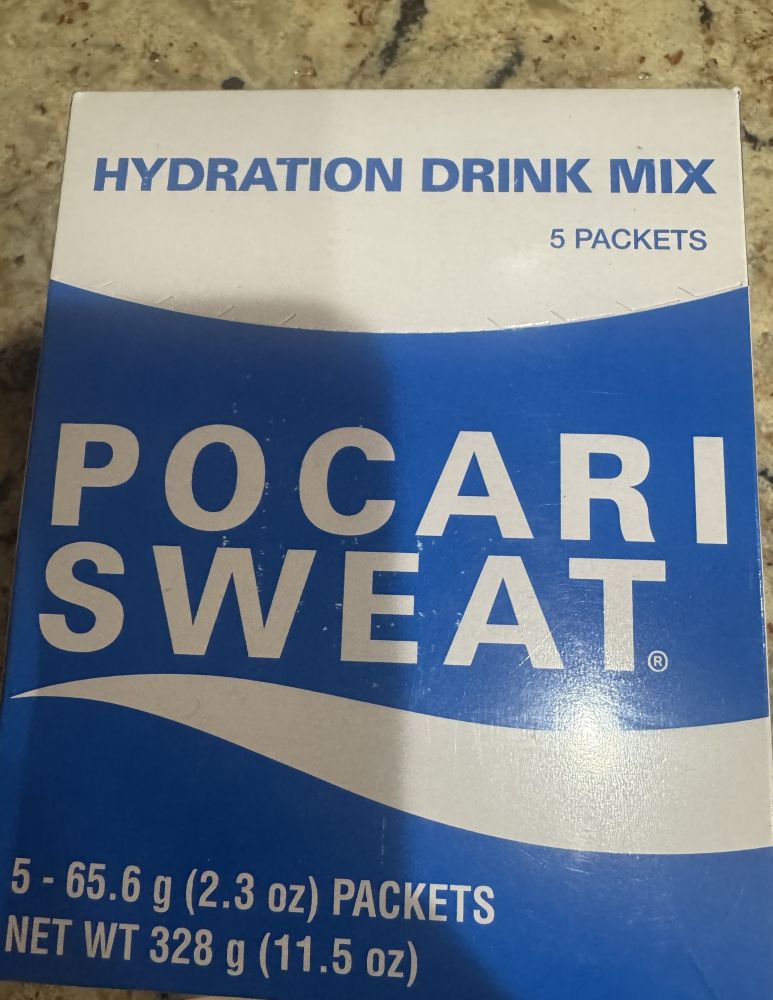 HYDRATION DRINK MIX
5 PACKETS
POCARI
SWEAT®
5 - 65.6 g (2.3 oz) PACKETS
NET WT 328 g (11.5 oz)